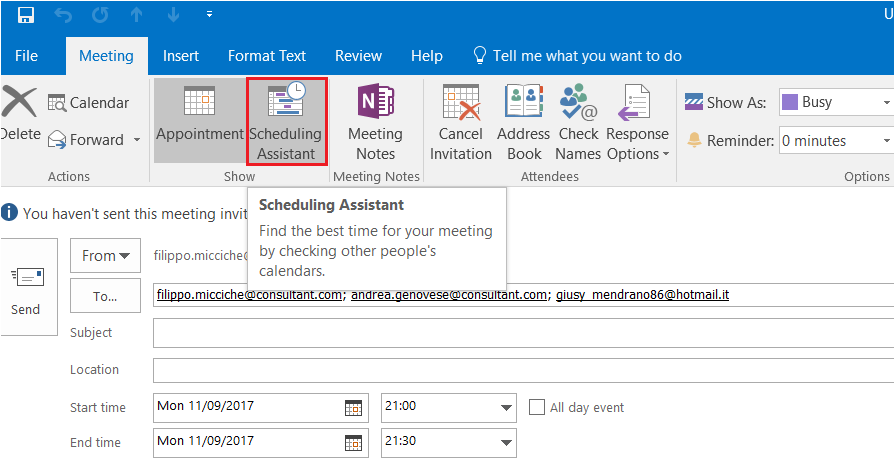 U
File Meeting Insert Format Text Review Help Tell me what you want to do
Delete
Calendar
Forward
Actions
Appointment
Scheduling
Assistant
Show
Meeting
Notes
Meeting Notes
Cancel
Invitation
Address
Book
Check
Names
Response
Options
Attendees
Show As: Busy
Reminder: 0 minutes
Options
You haven't sent this meeting invit
Scheduling Assistant
Find the best time for your meeting
by checking other people's
calendars.
Send
From filippo.micciche@
To... filippo.micciche@consultant.com; andrea.genovese@consultant.com; giusy_mendrano86@hotmail.it
Subject
Location
Start time Mon 11/09/2017 21:00 All day event
End time Mon 11/09/2017 21:30